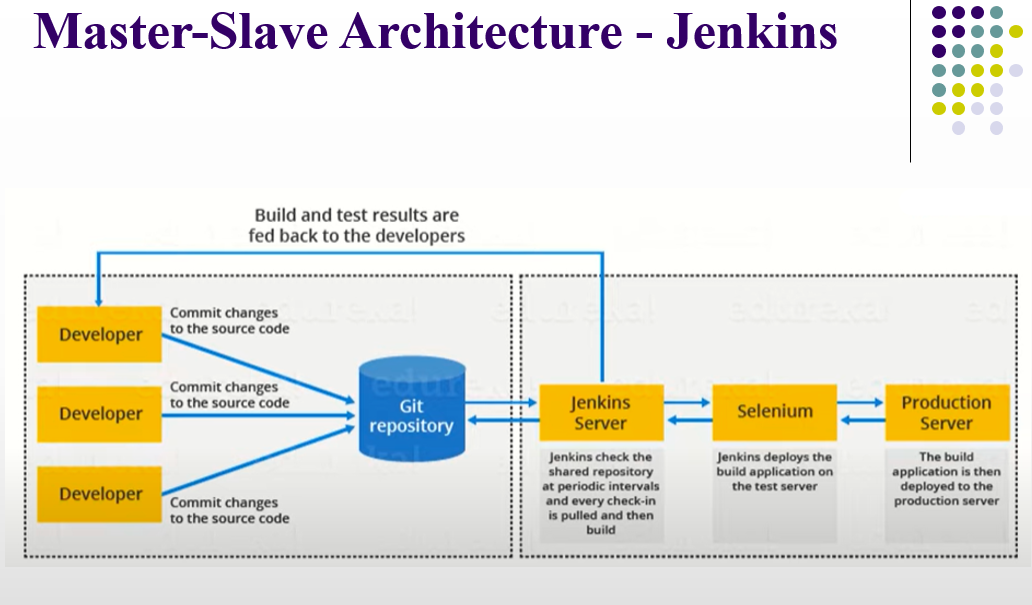 Master-Slave Architecture - Jenkins
Build and test results are
fed back to the developers
Developer
Commit changes
to the source code
Developer
Commit changes
to the source code
Developer
Commit changes
to the source code
Git
repository
Jenkins
Server
Jenkins check the
shared repository
at periodic intervals
and every check-in
is pulled and then
build
Selenium
Jenkins deploys the
build application on
the test server
Production
Server
The build
application is then
deployed to the
production server
edureka!